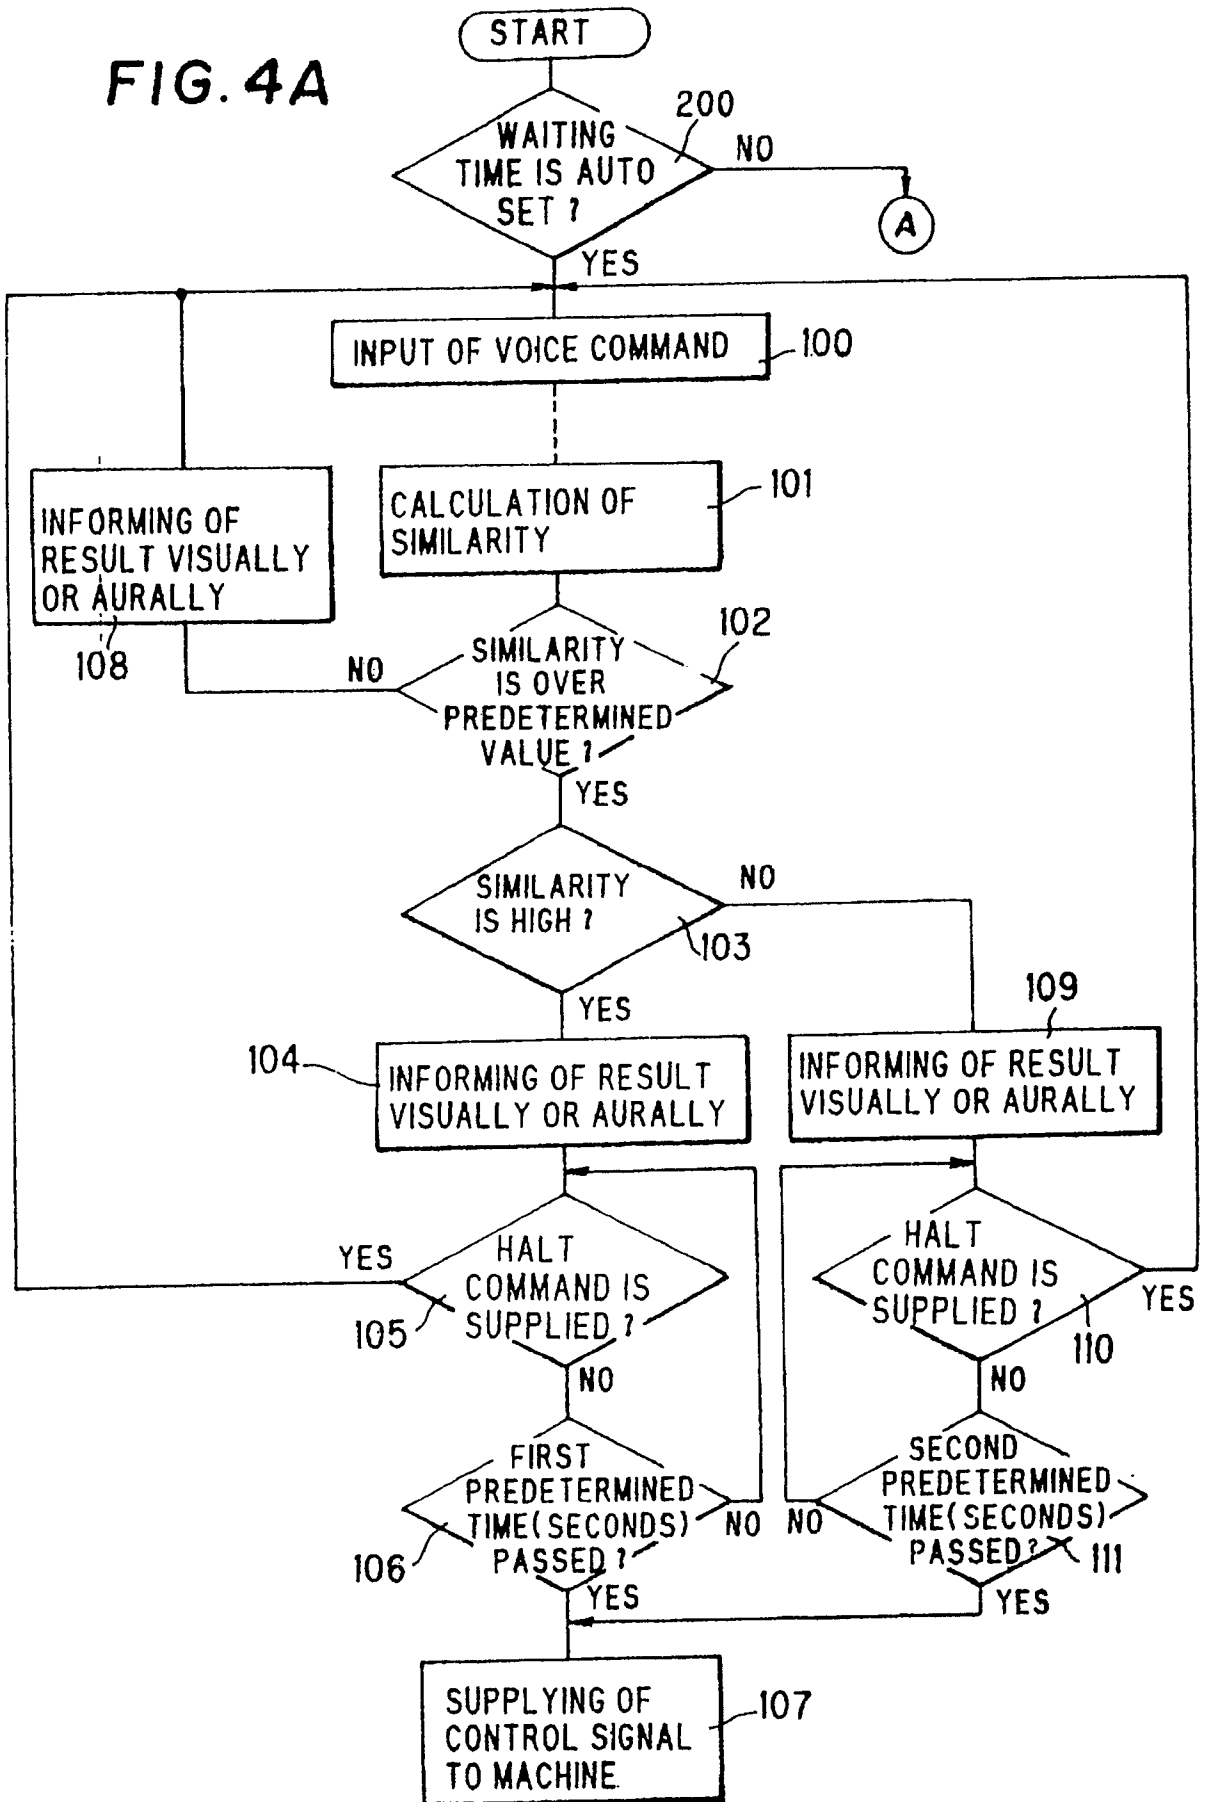 FIG. 4A
START
200
WAITING
TIME IS AUTO
SET ?
NO
A
YES
INPUT OF VOICE COMMAND
100
CALCULATION OF
SIMILARITY
101
INFORMING OF
RESULT VISUALLY
OR AURALLY
108
SIMILARITY
IS OVER
PREDETERMINED
VALUE ?
102
NO
YES
SIMILARITY
IS HIGH ?
103
NO
YES
104
INFORMING OF RESULT
VISUALLY OR AURALLY
109
INFORMING OF RESULT
VISUALLY OR AURALLY
YES
HALT
COMMAND IS
SUPPLIED ?
105
NO
HALT
COMMAND IS
SUPPLIED ?
YES
110
NO
FIRST
PREDETERMINED
TIME(SECONDS)
PASSED ?
106
NO
YES
SECOND
PREDETERMINED
TIME(SECONDS)
PASSED?
111
NO
YES
SUPPLYING OF
CONTROL SIGNAL
TO MACHINE
107